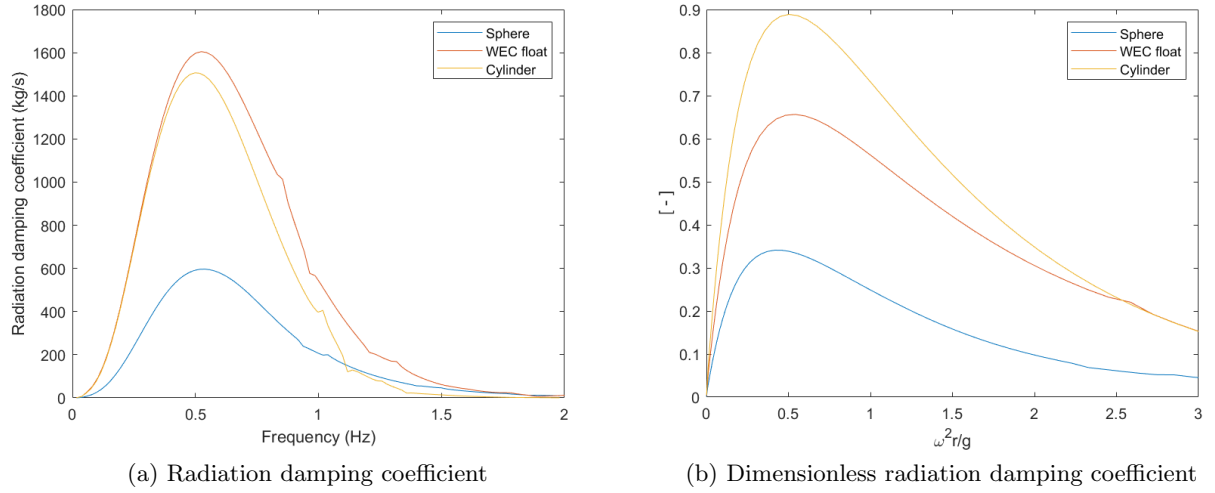 1800
1600
1400
1200
1000
800
600
400
200
0
0
0.5
1
1.5
2
Radiation damping coefficient (kg/s)
Frequency (Hz)
Sphere
WEC float
Cylinder
(a) Radiation damping coefficient
0.9
0.8
0.7
0.6
0.5
0.4
0.3
0.2
0.1
0
0
0.5
1
1.5
2
2.5
3
[ - ]
ω²r/g
Sphere
WEC float
Cylinder
(b) Dimensionless radiation damping coefficient